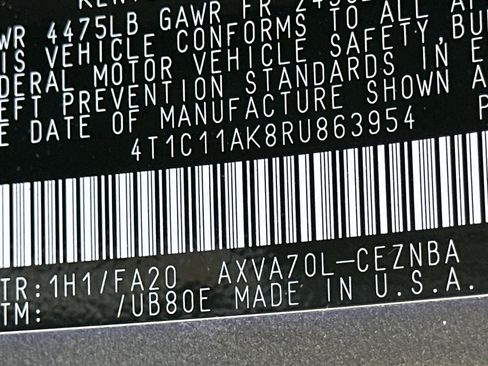 WR 4475LB GAWR FR
IS VEHICLE CONFORMS TO ALL AP
DERAL MOTOR VEHICLE SAFETY, BU
EFT PREVENTION STANDARDS IN E
E DATE OF MANUFACTURE SHOWN A
4T1C11AK8RU863954 P
TR: 1H1/FA20 AXVA70L-CEZNBA
TM: /UB80E MADE IN U.S.A.